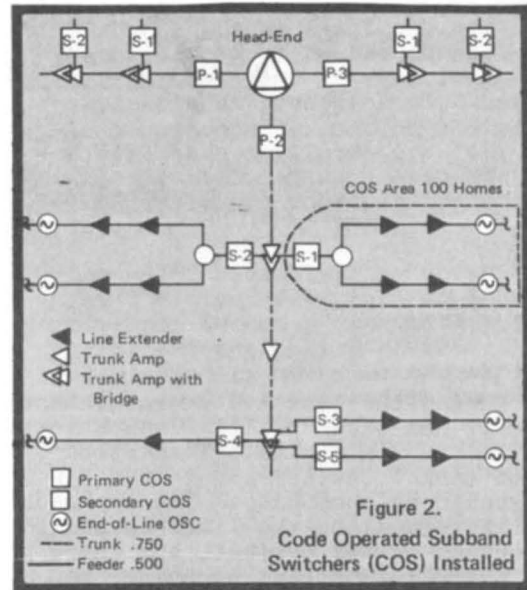 S-2
S-1
Head-End
S-1
S-2
P-1
P-3
P-2
COS Area 100 Homes
S-2
S-1
Line Extender
Trunk Amp
Trunk Amp with
Bridge
S-3
S-4
S-5
Primary COS
Secondary COS
End-of-Line OSC
Trunk .750
Feeder .500
Figure 2.
Code Operated Subband
Switchers (COS) Installed